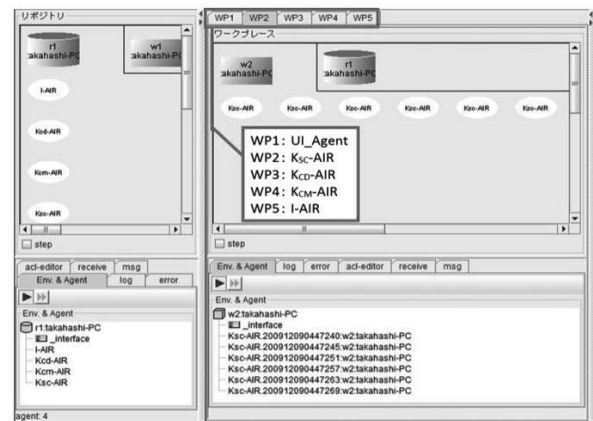 リポジトリ
r1
:akahashi-PC
w1
:akahashi-PC
I-AIR
Kcd-AIR
Kcm-AIR
Ksc-AIR
step
acl-editor receive msg
Env. & Agent log error
Env. & Agent
r1:takahashi-PC
_interface
I-AIR
Kcd-AIR
Kcm-AIR
Ksc-AIR
agent: 4
WP1 WP2 WP3 WP4 WP5
ワークプレース
w2
:akahashi-PC
r1
:akahashi-PC
Ksc-AIR Ksc-AIR Ksc-AIR Ksc-AIR Ksc-AIR Ksc-AIR
WP1: UI_Agent
WP2: KSC-AIR
WP3: KCD-AIR
WP4: KCM-AIR
WP5: I-AIR
step
Env. & Agent log error acl-editor receive msg
Env. & Agent
w2:takahashi-PC
_interface
Ksc-AIR.200912090447240:w2:takahashi-PC
Ksc-AIR.200912090447245:w2:takahashi-PC
Ksc-AIR.200912090447251:w2:takahashi-PC
Ksc-AIR.200912090447257:w2:takahashi-PC
Ksc-AIR.200912090447263:w2:takahashi-PC
Ksc-AIR.200912090447269:w2:takahashi-PC